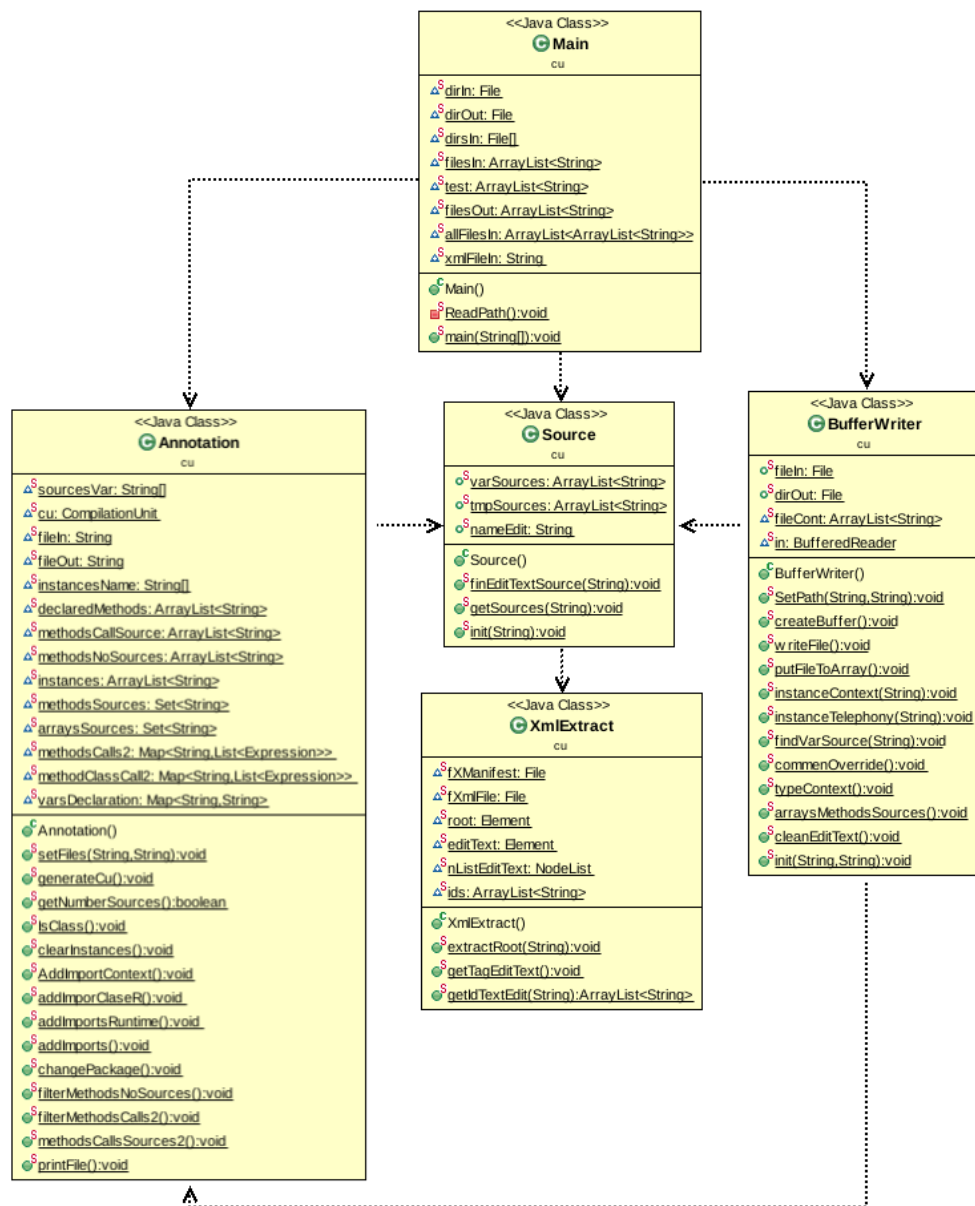 <<Java Class>>
Main
cu
dirIn: File
dirOut: File
dirsIn: File[]
filesIn: ArrayList<String>
test: ArrayList<String>
filesOut: ArrayList<String>
allFilesIn: ArrayList<ArrayList<String>>
xmlFileIn: String
Main()
ReadPath():void
main(String[]):void
<<Java Class>>
Annotation
cu
sourcesVar: String[]
cu: CompilationUnit
fileIn: String
fileOut: String
instancesName: String[]
declaredMethods: ArrayList<String>
methodsCallSource: ArrayList<String>
methodsNoSources: ArrayList<String>
instances: ArrayList<String>
methodsSources: Set<String>
arraysSources: Set<String>
methodsCalls2: Map<String,List<Expression>>
methodClassCall2: Map<String,List<Expression>>
varsDeclaration: Map<String,String>
Annotation()
setFiles(String,String):void
generateCu():void
getNumberSources():boolean
IsClass():void
clearInstances():void
AddImportContext():void
addImporClaseR():void
addImportsRuntime():void
addImports():void
changePackage():void
filterMethodsNoSources():void
filterMethodsCalls2():void
methodsCallsSources2():void
printFile():void
<<Java Class>>
Source
cu
varSources: ArrayList<String>
tmpSources: ArrayList<String>
nameEdit: String
Source()
finEditTextSource(String):void
getSources(String):void
init(String):void
<<Java Class>>
XmlExtract
cu
fXManifest: File
fXmlFile: File
root: Element
editText: Element
nListEditText: NodeList
ids: ArrayList<String>
XmlExtract()
extractRoot(String):void
getTagEditText():void
getIdTextEdit(String):ArrayList<String>
<<Java Class>>
BufferWriter
cu
fileIn: File
dirOut: File
fileCont: ArrayList<String>
in: BufferedReader
BufferWriter()
SetPath(String,String):void
createBuffer():void
writeFile():void
putFileToArray():void
instanceContext(String):void
instanceTelephony(String):void
findVarSource(String):void
commenOverride():void
typeContext():void
arraysMethodsSources():void
cleanEditText():void
init(String,String):void